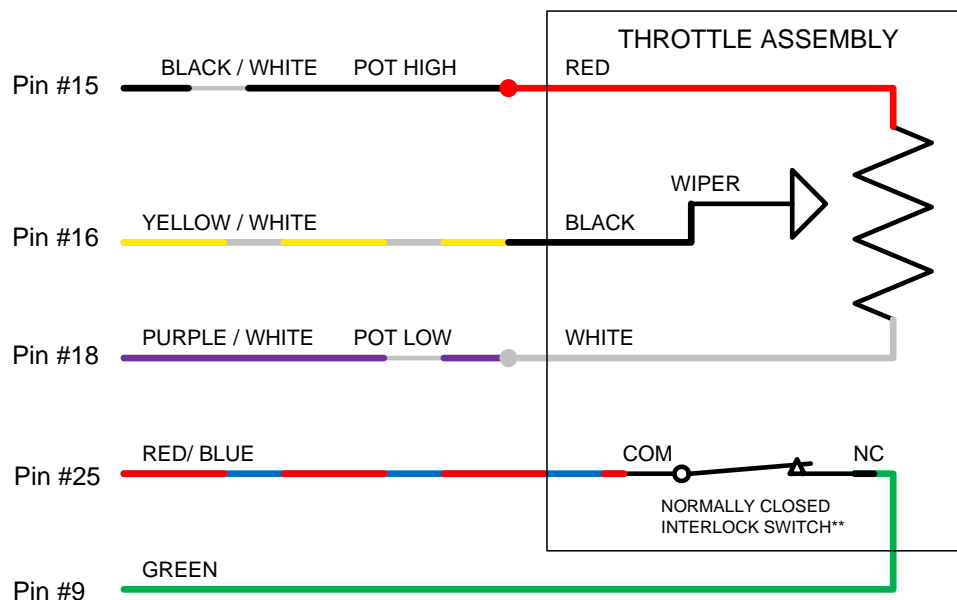 THROTTLE ASSEMBLY
Pin #15
BLACK / WHITE
POT HIGH
RED
WIPER
Pin #16
YELLOW / WHITE
BLACK
Pin #18
PURPLE / WHITE
POT LOW
WHITE
Pin #25
RED/ BLUE
COM
NC
NORMALLY CLOSED
INTERLOCK SWITCH**
Pin #9
GREEN